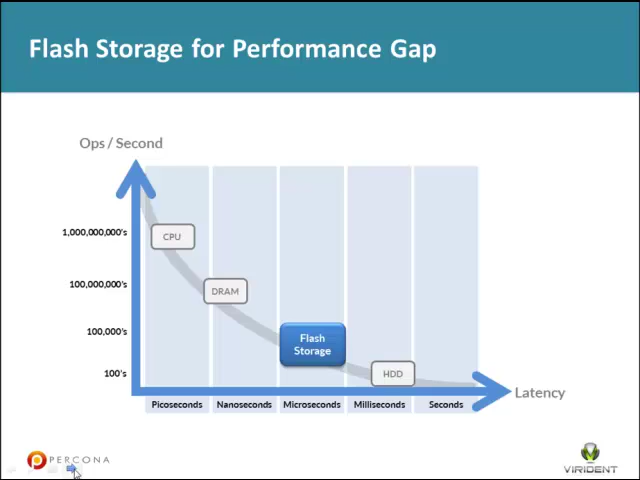 Flash Storage for Performance Gap
Ops / Second
1,000,000,000's
CPU
100,000,000's
DRAM
100,000's
Flash
Storage
100's
HDD
Latency
Picoseconds
Nanoseconds
Microseconds
Milliseconds
Seconds
PERCONA
VIRIDENT